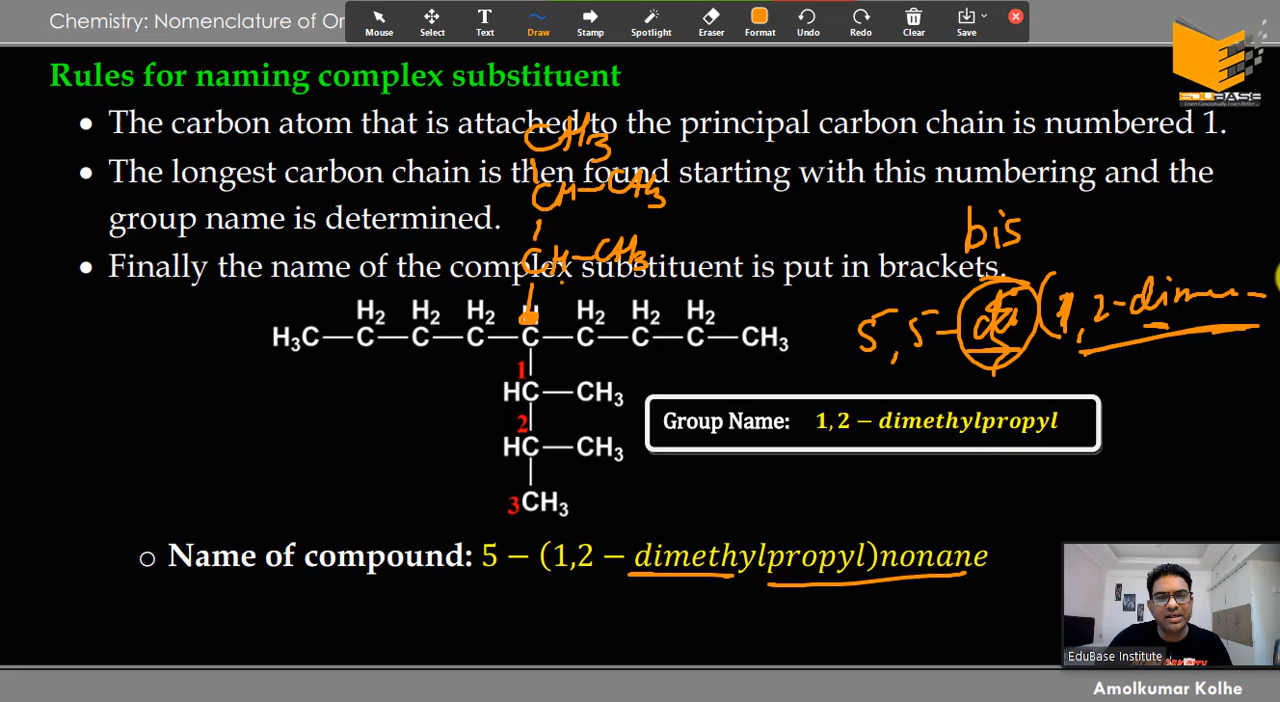 Chemistry: Nomenclature of Or
Mouse Select Text Draw Stamp Spotlight Eraser Format Undo Redo Clear Save
EDUBASE
Rules for naming complex substituent
• The carbon atom that is attached to the principal carbon chain is numbered 1.
• The longest carbon chain is then found starting with this numbering and the
group name is determined.
• Finally the name of the complex substituent is put in brackets.
CH3
CH-CH3
CH-CH3
bis
5,5-di(1,2-dime
H2 H2 H2 H H2 H2 H2
H3C—C—C—C—C—C—C—C—CH3
1
HC—CH3
2
HC—CH3
3CH3
Group Name: 1,2 − dimethylpropyl
○ Name of compound: 5 − (1,2 − dimethylpropyl)nonane
EduBase Institute
Amolkumar Kolhe